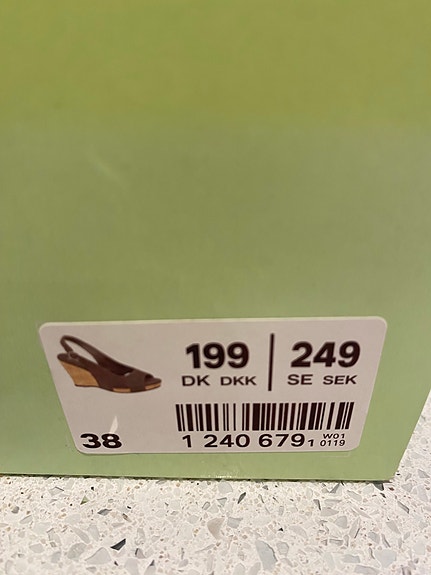 199 | 249
DK DKK SE SEK
38 1 240 679 1 W01
0119